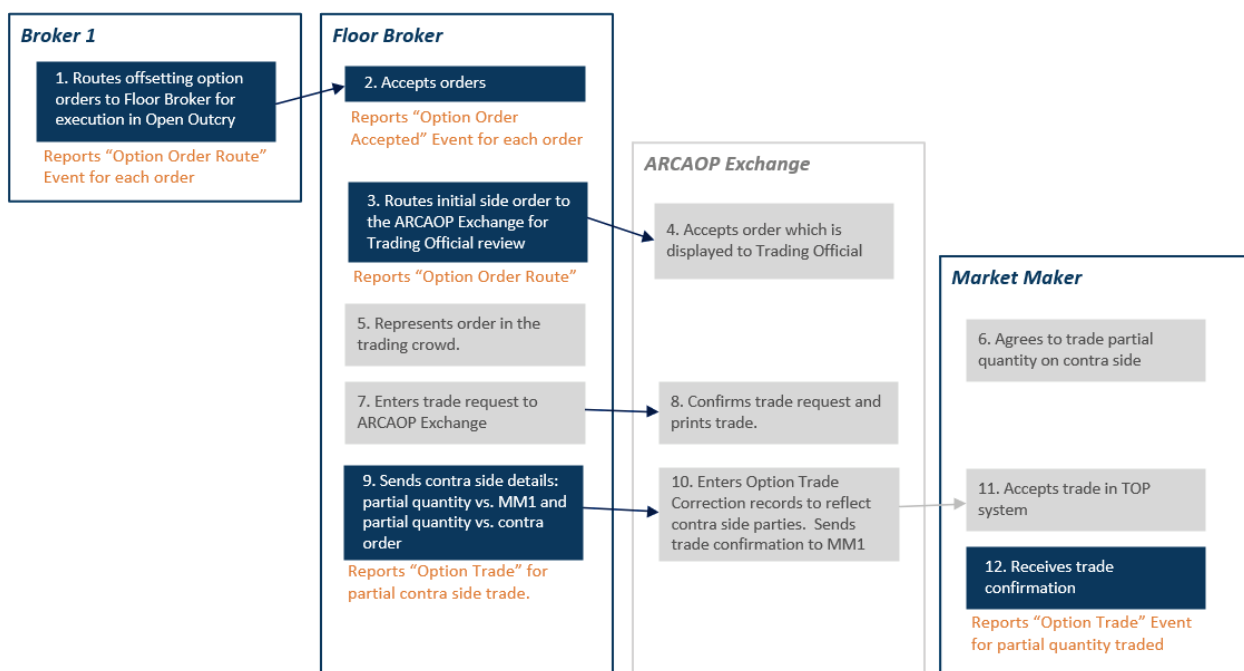 Broker 1
1. Routes offsetting option
orders to Floor Broker for
execution in Open Outcry
Reports “Option Order Route”
Event for each order
Floor Broker
2. Accepts orders
Reports “Option Order
Accepted” Event for each order
3. Routes initial side order to
the ARCAOP Exchange for
Trading Official review
Reports “Option Order Route”
5. Represents order in the
trading crowd.
7. Enters trade request to
ARCAOP Exchange
9. Sends contra side details:
partial quantity vs. MM1 and
partial quantity vs. contra
order
Reports “Option Trade” for
partial contra side trade.
ARCAOP Exchange
4. Accepts order which is
displayed to Trading Official
8. Confirms trade request and
prints trade.
10. Enters Option Trade
Correction records to reflect
contra side parties. Sends
trade confirmation to MM1
Market Maker
6. Agrees to trade partial
quantity on contra side
11. Accepts trade in TOP
system
12. Receives trade
confirmation
Reports “Option Trade” Event
for partial quantity traded